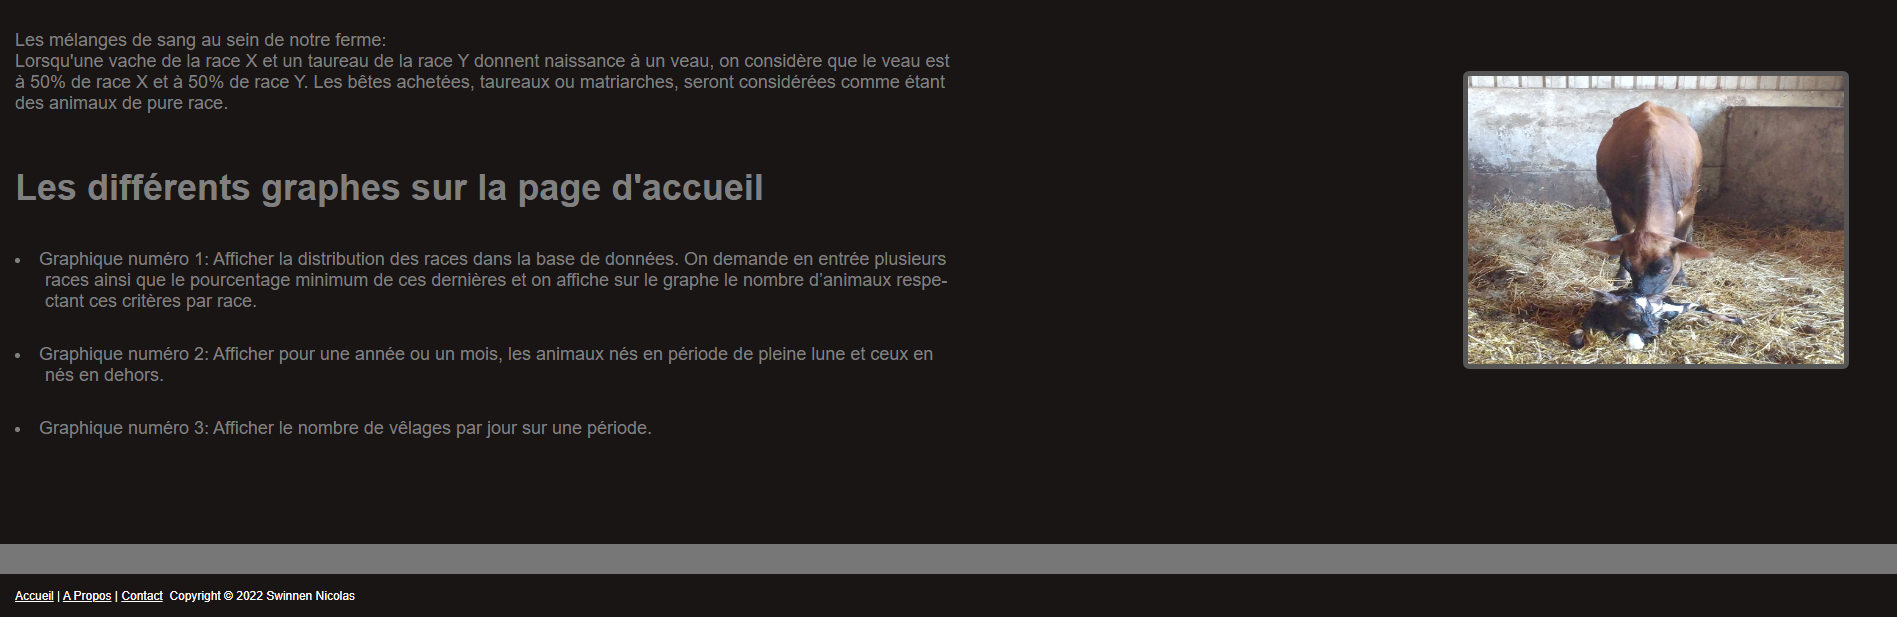 Les mélanges de sang au sein de notre ferme:
Lorsqu'une vache de la race X et un taureau de la race Y donnent naissance à un veau, on considère que le veau est
à 50% de race X et à 50% de race Y. Les bêtes achetées, taureaux ou matriarches, seront considérées comme étant
des animaux de pure race.
Les différents graphes sur la page d'accueil
• Graphique numéro 1: Afficher la distribution des races dans la base de données. On demande en entrée plusieurs
races ainsi que le pourcentage minimum de ces dernières et on affiche sur le graphe le nombre d’animaux respe-
ctant ces critères par race.
• Graphique numéro 2: Afficher pour une année ou un mois, les animaux nés en période de pleine lune et ceux en
nés en dehors.
• Graphique numéro 3: Afficher le nombre de vêlages par jour sur une période.
Accueil | A Propos | Contact Copyright © 2022 Swinnen Nicolas